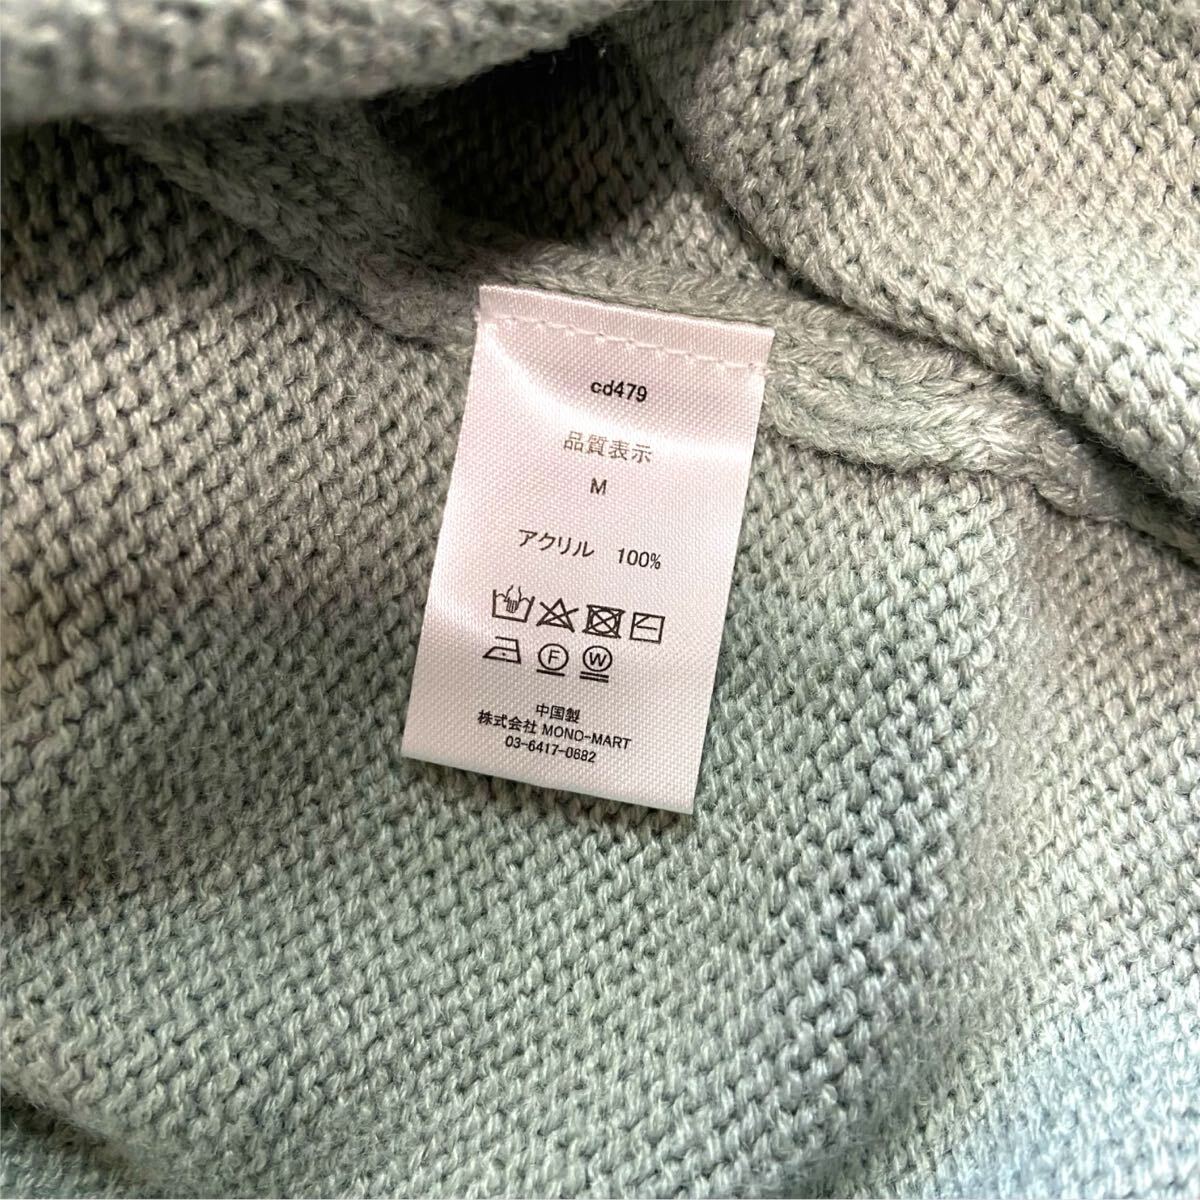 cd479
品質表示
M
アクリル 100%
F W
中国製
株式会社 MONO-MART
03-6417-0682